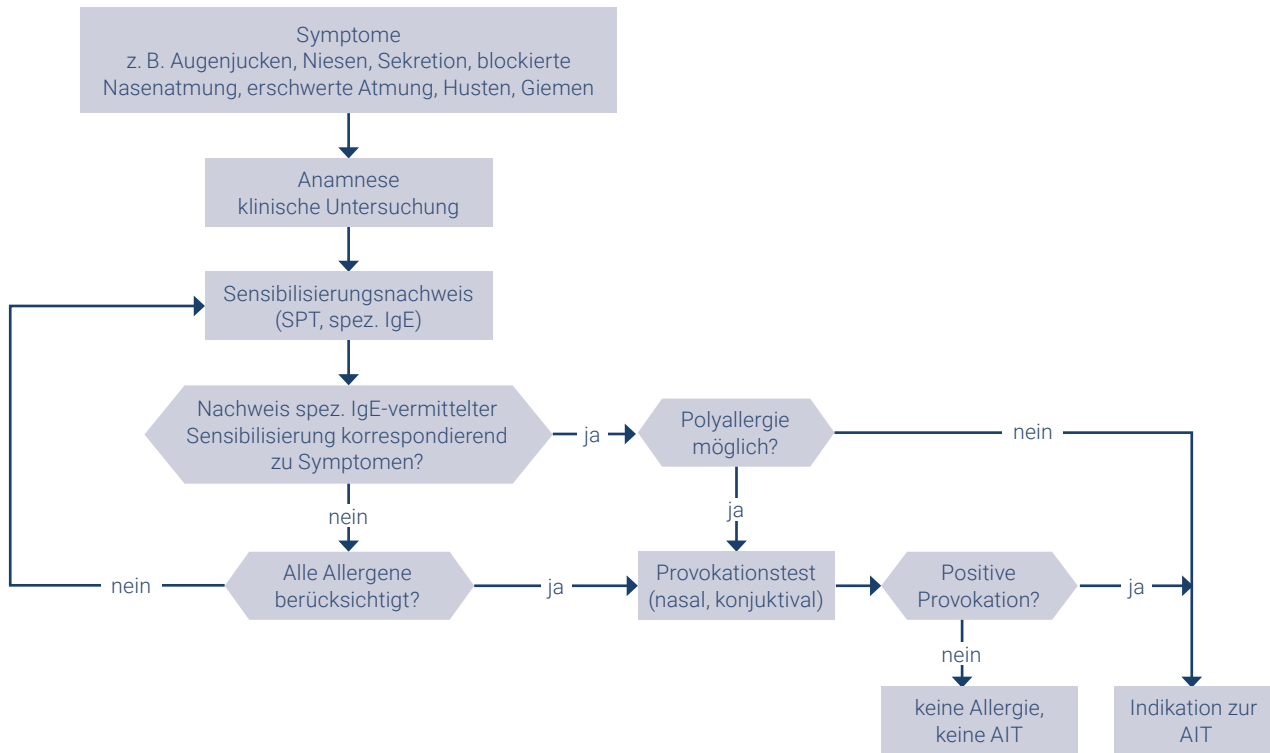 Symptome
z. B. Augenjucken, Niesen, Sekretion, blockierte
Nasenatmung, erschwerte Atmung, Husten, Giemen
Anamnese
klinische Untersuchung
Sensibilisierungsnachweis
(SPT, spez. IgE)
Nachweis spez. IgE-vermittelter
Sensibilisierung korrespondierend
zu Symptomen?
ja
Polyallergie
möglich?
nein
nein
ja
nein
Alle Allergene
berücksichtigt?
ja
Provokationstest
(nasal, konjuktival)
Positive
Provokation?
ja
nein
keine Allergie,
keine AIT
Indikation zur
AIT